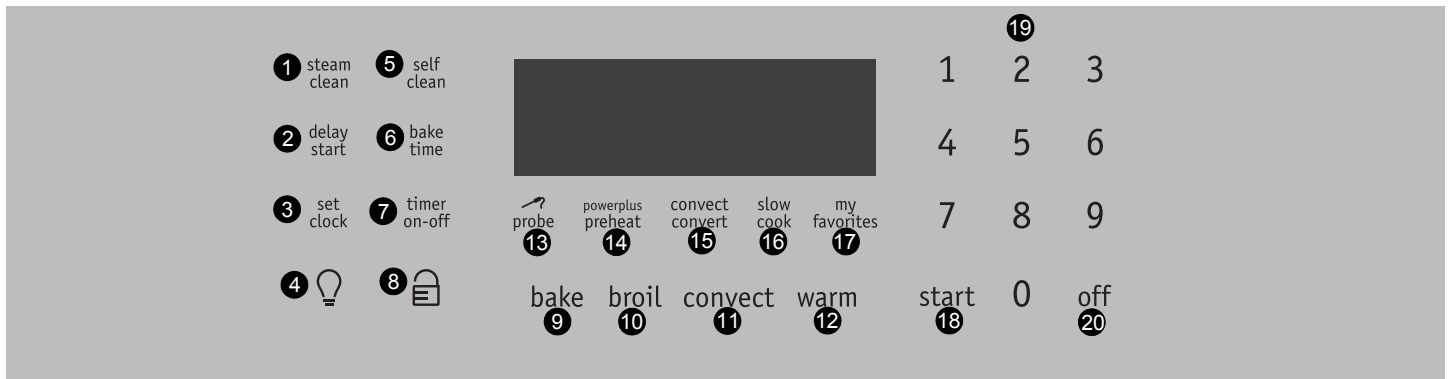 19
1 steam clean
5 self clean
1 2 3
2 delay start
6 bake time
4 5 6
3 set clock
7 timer on-off
probe
powerplus preheat
convect convert
slow cook
my favorites
7 8 9
13 14 15 16 17
4 8
bake broil convect warm start 0 off
9 10 11 12 18 20